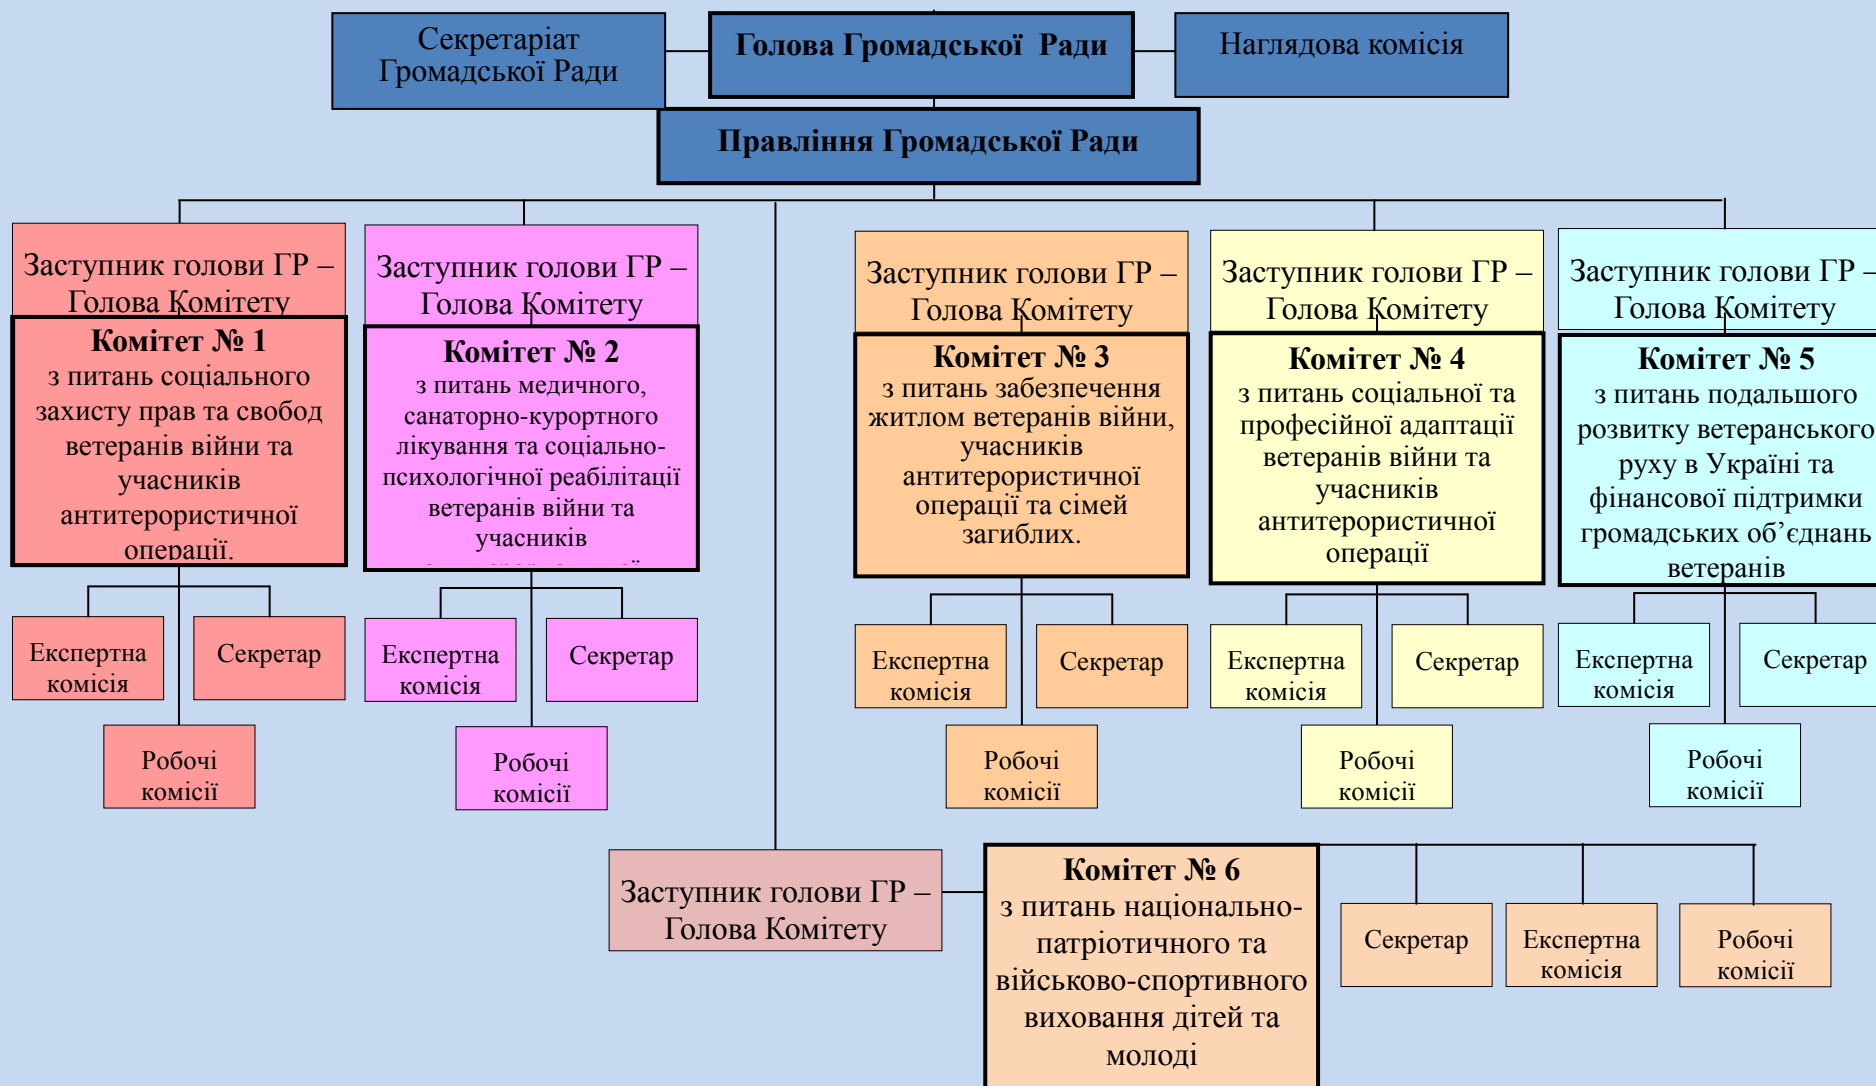 Секретаріат
Громадської Ради
Голова Громадської Ради
Наглядова комісія
Правління Громадської Ради
Заступник голови ГР –
Голова Комітету
Комітет № 1
з питань соціального
захисту прав та свобод
ветеранів війни та
учасників
антитерористичної
операції.
Експертна
комісія
Секретар
Робочі
комісії
Заступник голови ГР –
Голова Комітету
Комітет № 2
з питань медичного,
санаторно-курортного
лікування та соціально-
психологічної реабілітації
ветеранів війни та
учасників
Експертна
комісія
Секретар
Робочі
комісії
Заступник голови ГР –
Голова Комітету
Комітет № 3
з питань забезпечення
житлом ветеранів війни,
учасників
антитерористичної
операції та сімей
загиблих.
Експертна
комісія
Секретар
Робочі
комісії
Заступник голови ГР –
Голова Комітету
Комітет № 4
з питань соціальної та
професійної адаптації
ветеранів війни та
учасників
антитерористичної
операції
Експертна
комісія
Секретар
Робочі
комісії
Заступник голови ГР –
Голова Комітету
Комітет № 5
з питань подальшого
розвитку ветеранського
руху в Україні та
фінансової підтримки
громадських об’єднань
ветеранів
Експертна
комісія
Секретар
Робочі
комісії
Заступник голови ГР –
Голова Комітету
Комітет № 6
з питань національно-
патріотичного та
військово-спортивного
виховання дітей та
молоді
Секретар
Експертна
комісія
Робочі
комісії